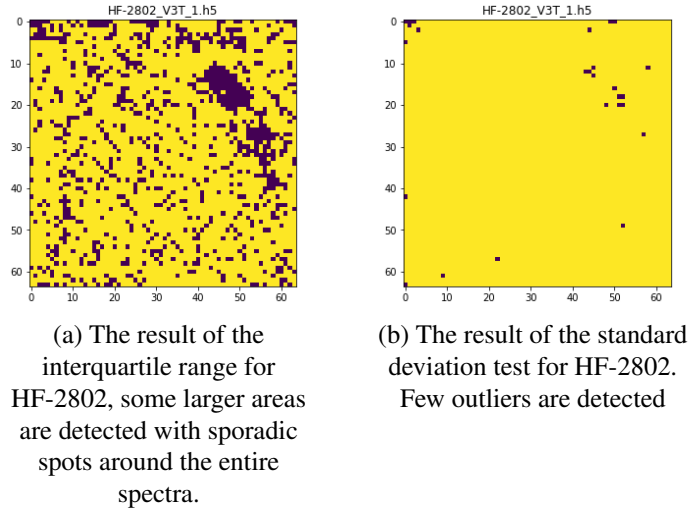 HF-2802_V3T_1.h5
0
10
20
30
40
50
60
0 10 20 30 40 50 60
(a) The result of the
interquartile range for
HF-2802, some larger areas
are detected with sporadic
spots around the entire
spectra.
HF-2802_V3T_1.h5
0
10
20
30
40
50
60
0 10 20 30 40 50 60
(b) The result of the standard
deviation test for HF-2802.
Few outliers are detected